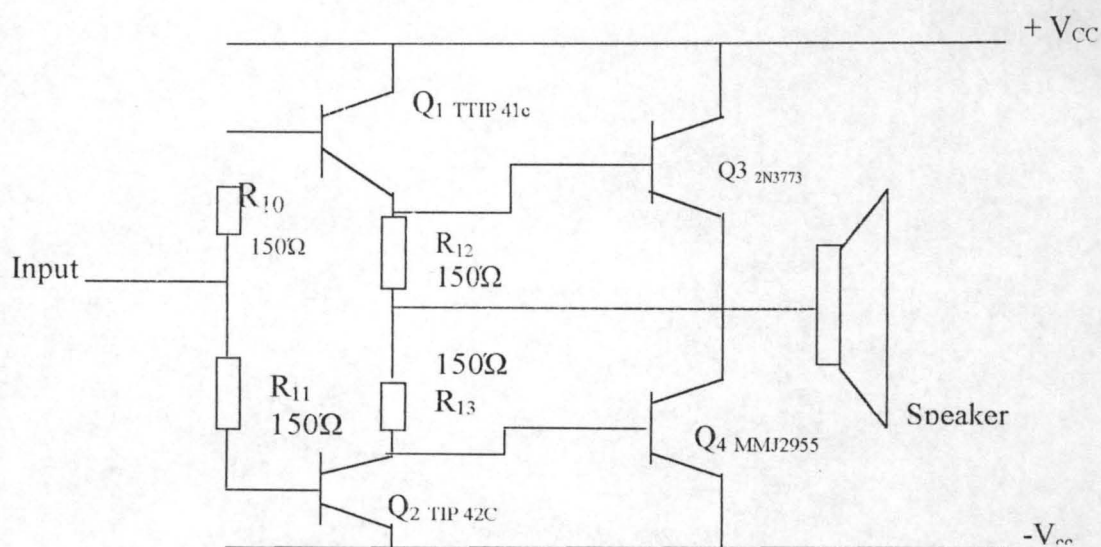 + VCC
Q1 TTIP 41c
Q3 2N3773
R10
150Ω
R12
150Ω
Input
150Ω
R11
R13
150Ω
Speaker
Q4 MMJ2955
Q2 TIP 42C
-Vcc